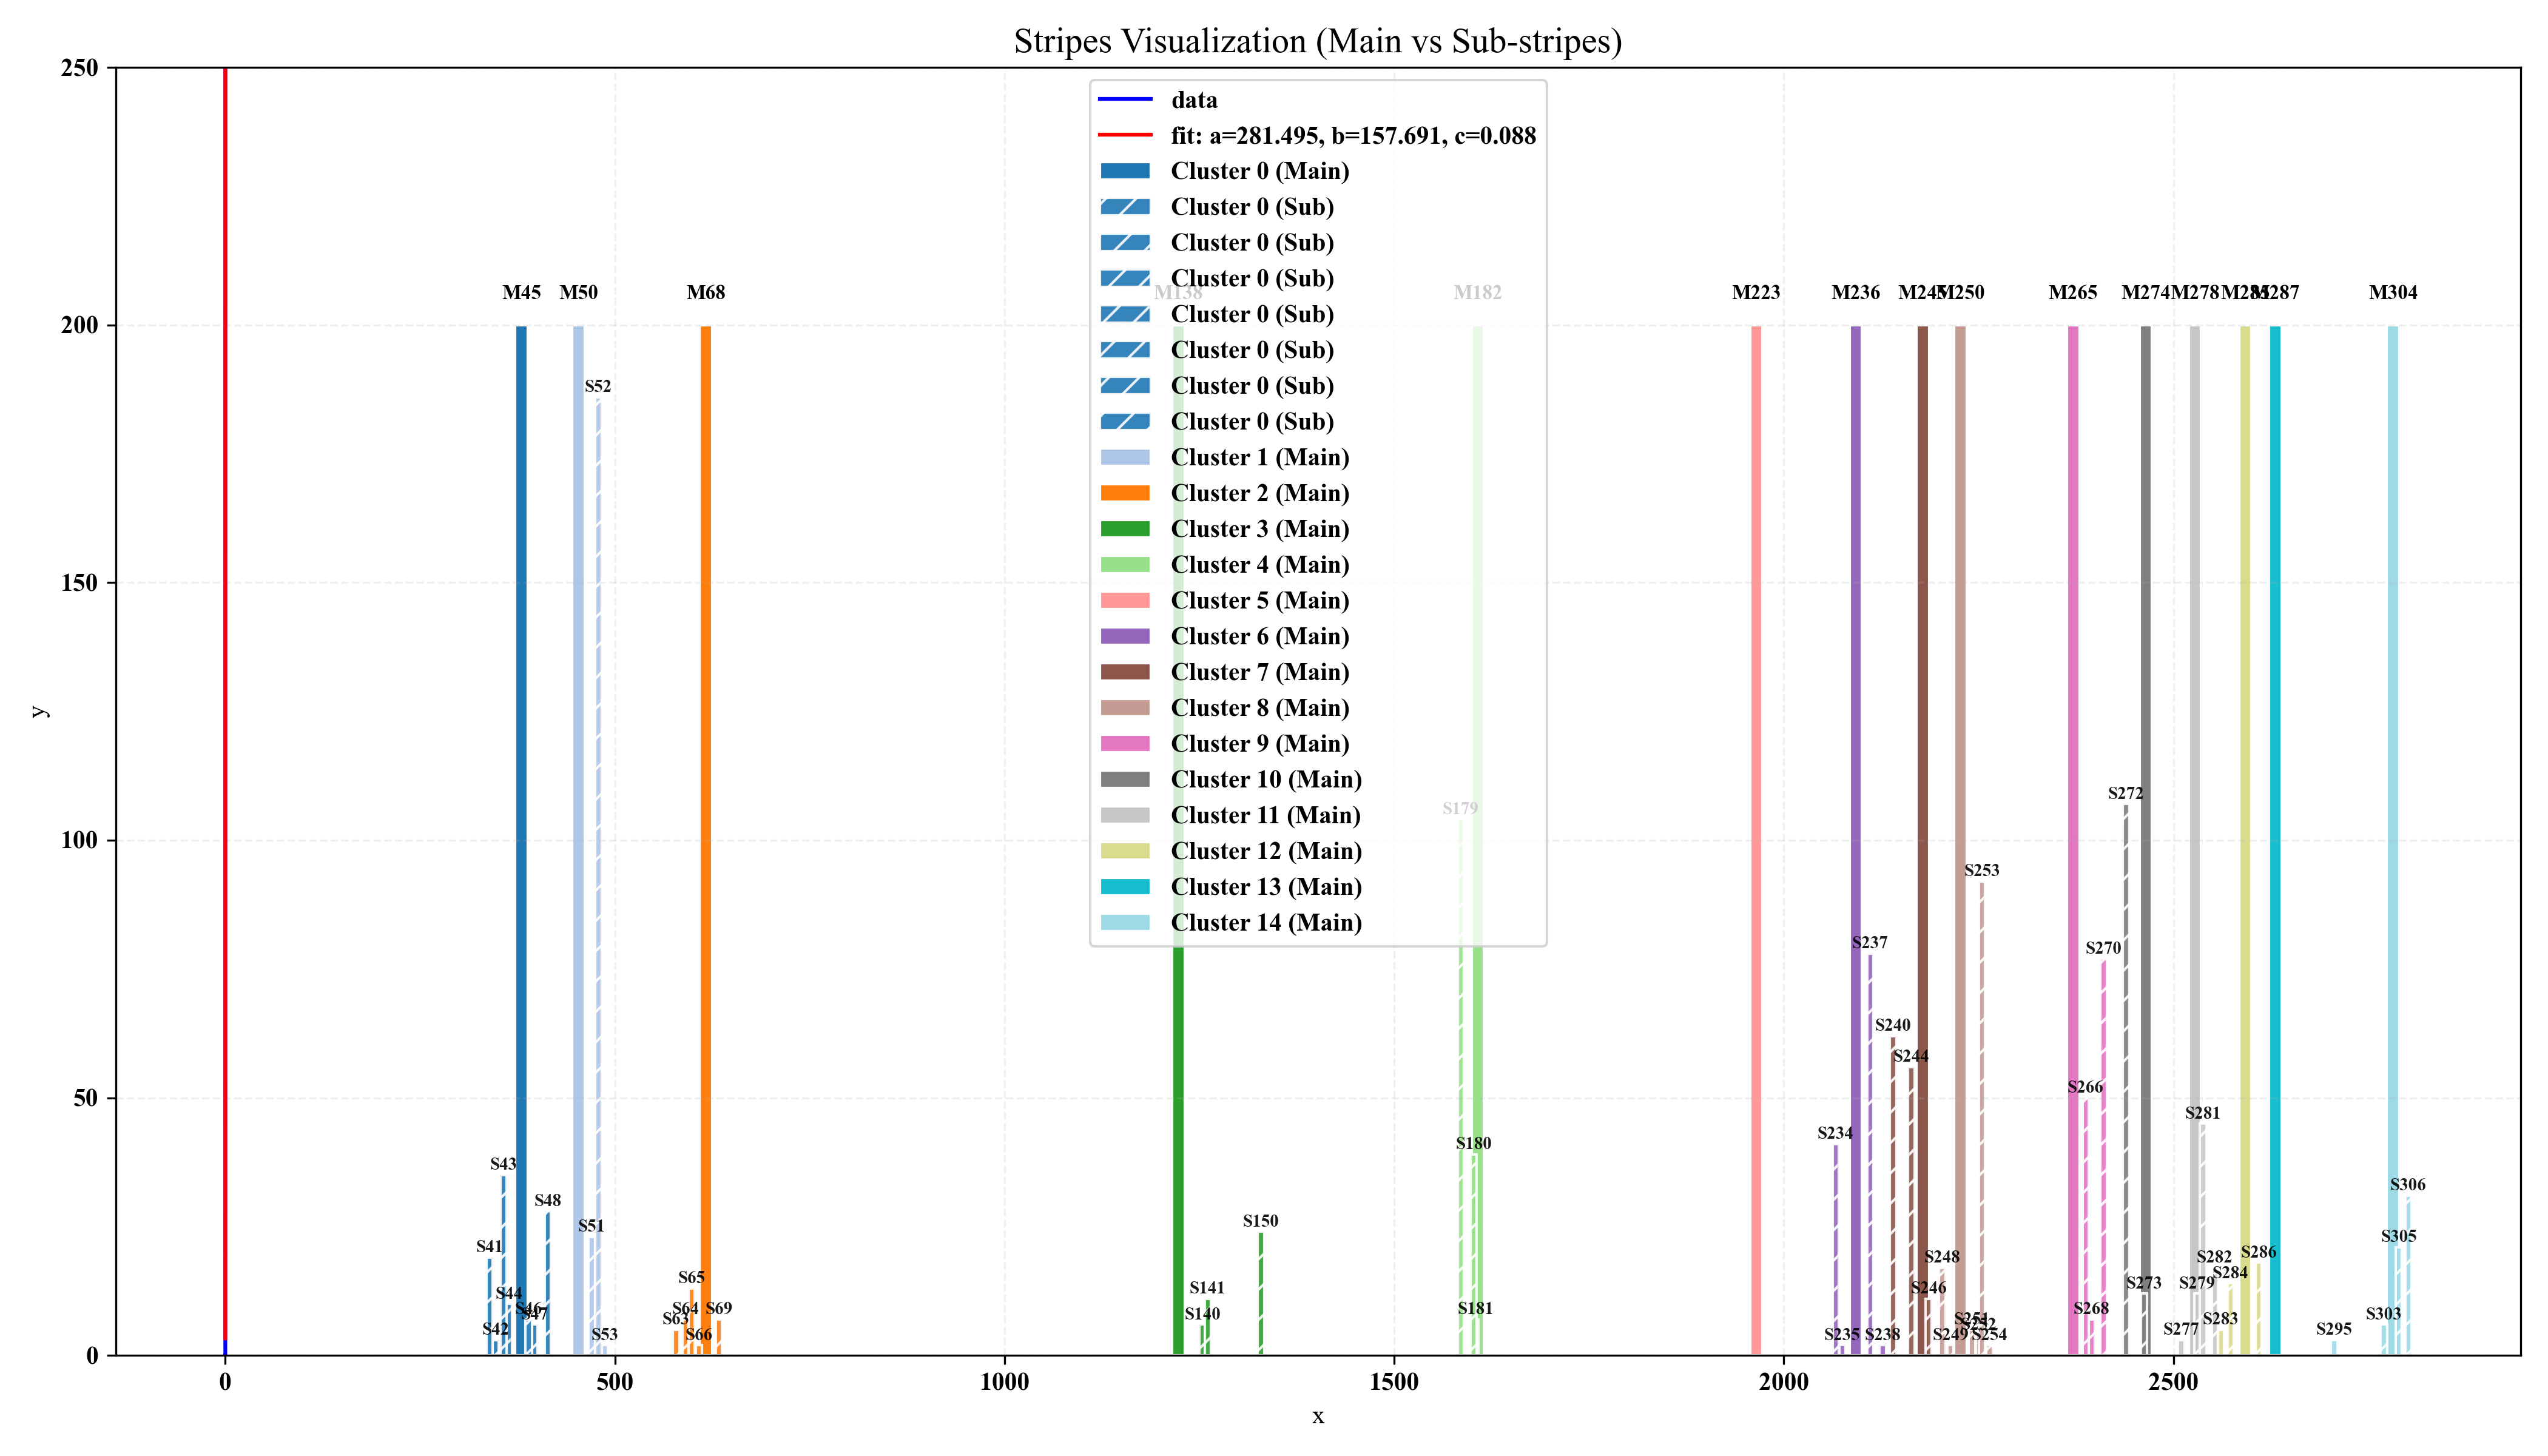 Stripes Visualization (Main vs Sub-stripes)
250
200
150
100
50
0
y
data
fit: a=281.495, b=157.691, c=0.088
Cluster 0 (Main)
Cluster 0 (Sub)
Cluster 0 (Sub)
Cluster 0 (Sub)
Cluster 0 (Sub)
Cluster 0 (Sub)
Cluster 0 (Sub)
Cluster 0 (Sub)
Cluster 1 (Main)
Cluster 2 (Main)
Cluster 3 (Main)
Cluster 4 (Main)
Cluster 5 (Main)
Cluster 6 (Main)
Cluster 7 (Main)
Cluster 8 (Main)
Cluster 9 (Main)
Cluster 10 (Main)
Cluster 11 (Main)
Cluster 12 (Main)
Cluster 13 (Main)
Cluster 14 (Main)
M45
M50
M68
M138
M182
M223
M236
M250
M265
M274
M278
M287
M304
S52
S43
S41
S44
S42
S46
S47
S48
S51
S53
S63
S64
S65
S66
S69
S140
S141
S150
S179
S180
S181
S234
S235
S237
S238
S240
S244
S246
S248
S249
S251
S252
S253
S254
S265
S266
S268
S270
S272
S273
S277
S279
S281
S282
S283
S284
S286
S295
S303
S305
S306
0
500
1000
1500
2000
2500
x